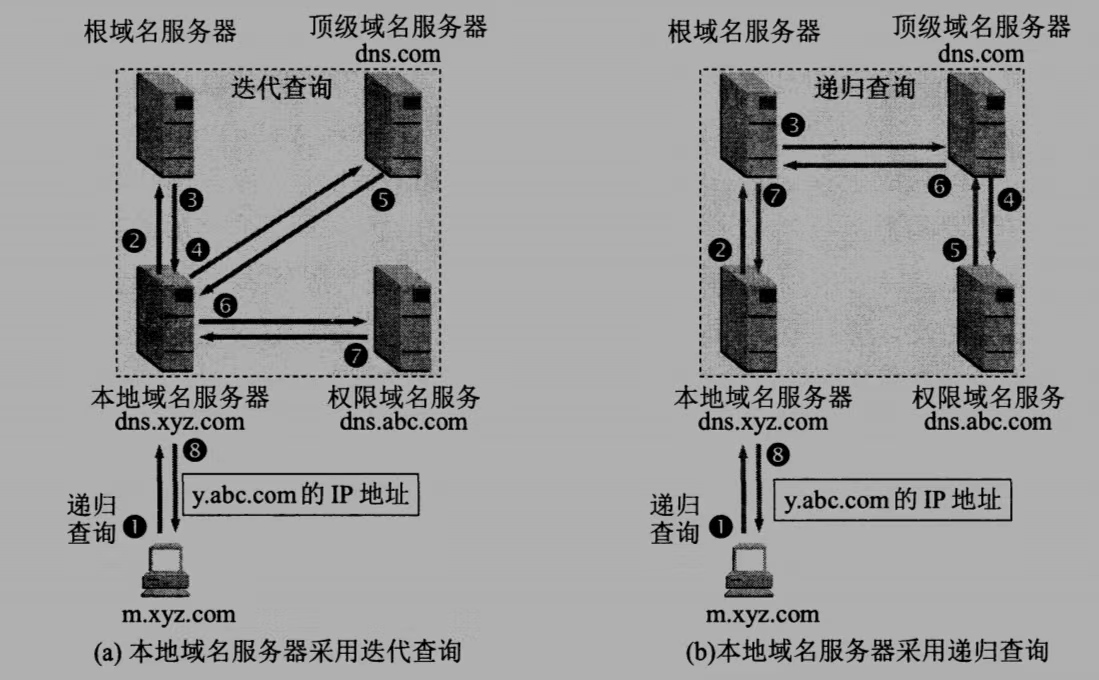 根域名服务器
顶级域名服务器
dns.com
迭代查询
❸
❷
❹
❺
❻
❼
本地域名服务器
dns.xyz.com
权限域名服务
dns.abc.com
❽
y.abc.com的 IP 地址
递归
查询
❶
m.xyz.com
(a) 本地域名服务器采用迭代查询
根域名服务器
顶级域名服务器
dns.com
递归查询
❸
❻
❼
❹
❷
❺
本地域名服务器
dns.xyz.com
权限域名服务
dns.abc.com
❽
y.abc.com的 IP 地址
递归
查询
❶
m.xyz.com
(b)本地域名服务器采用递归查询